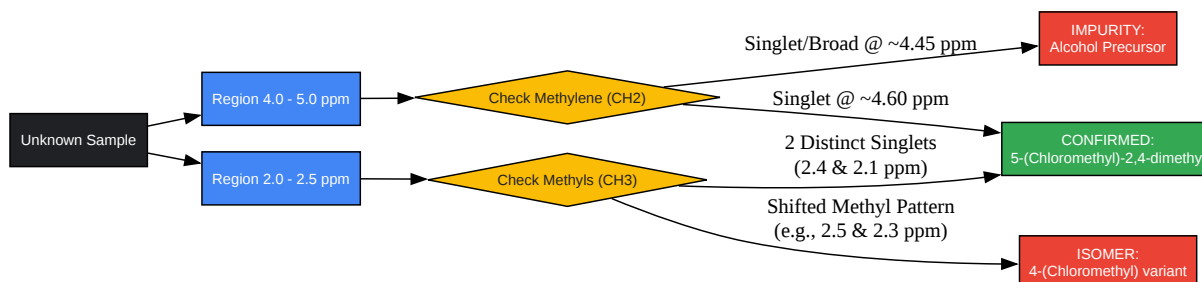 Unknown Sample
Region 4.0 - 5.0 ppm
Region 2.0 - 2.5 ppm
Check Methylene (CH2)
Check Methyls (CH3)
Singlet/Broad @ ~4.45 ppm
Singlet @ ~4.60 ppm
2 Distinct Singlets
(2.4 & 2.1 ppm)
Shifted Methyl Pattern
(e.g., 2.5 & 2.3 ppm)
IMPURITY:
Alcohol Precursor
CONFIRMED:
5-(Chloromethyl)-2,4-dimethy
ISOMER:
4-(Chloromethyl) variant